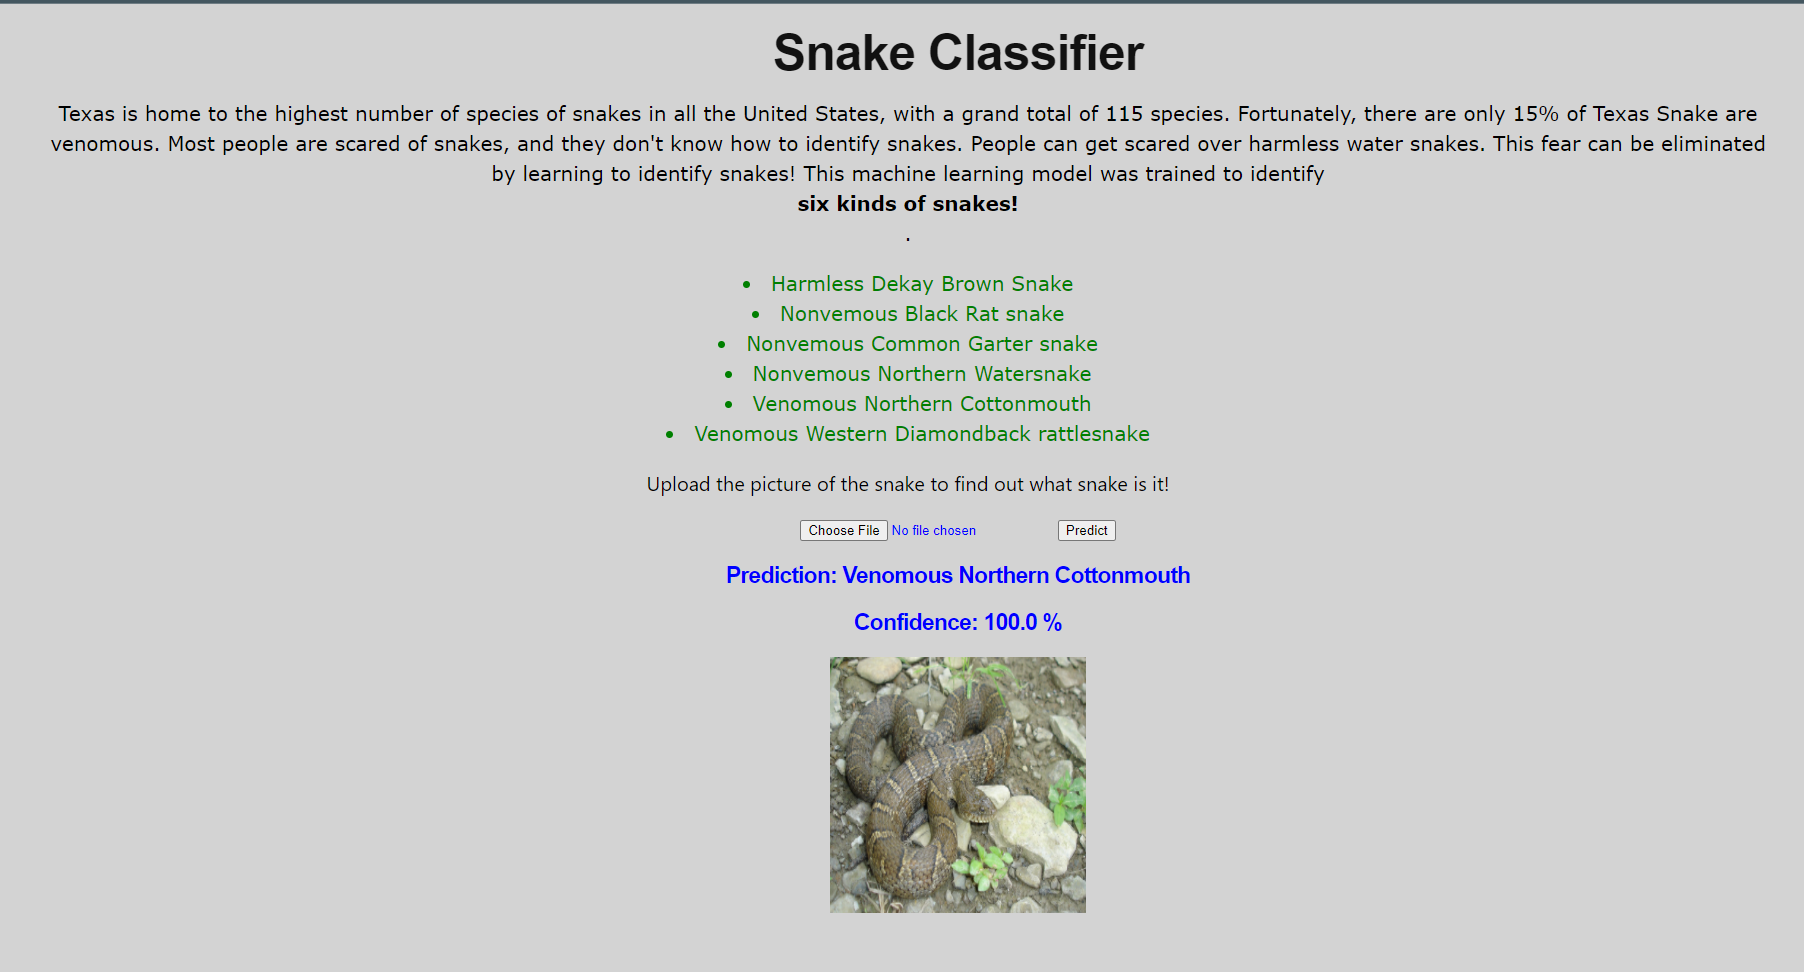 Snake Classifier
Texas is home to the highest number of species of snakes in all the United States, with a grand total of 115 species. Fortunately, there are only 15% of Texas Snake are
venomous. Most people are scared of snakes, and they don't know how to identify snakes. People can get scared over harmless water snakes. This fear can be eliminated
by learning to identify snakes! This machine learning model was trained to identify
six kinds of snakes!
.
• Harmless Dekay Brown Snake
• Nonvemous Black Rat snake
• Nonvemous Common Garter snake
• Nonvemous Northern Watersnake
• Venomous Northern Cottonmouth
• Venomous Western Diamondback rattlesnake
Upload the picture of the snake to find out what snake is it!
Choose File No file chosen Predict
Prediction: Venomous Northern Cottonmouth
Confidence: 100.0 %